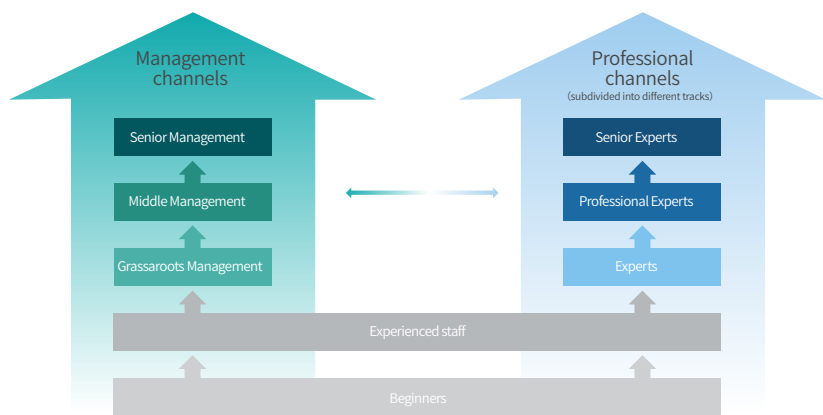 Management
channels
Professional
channels
(subdivided into different tracks)
Senior Management
Senior Experts
Middle Management
Professional Experts
Grassaroots Management
Experts
Experienced staff
Beginners